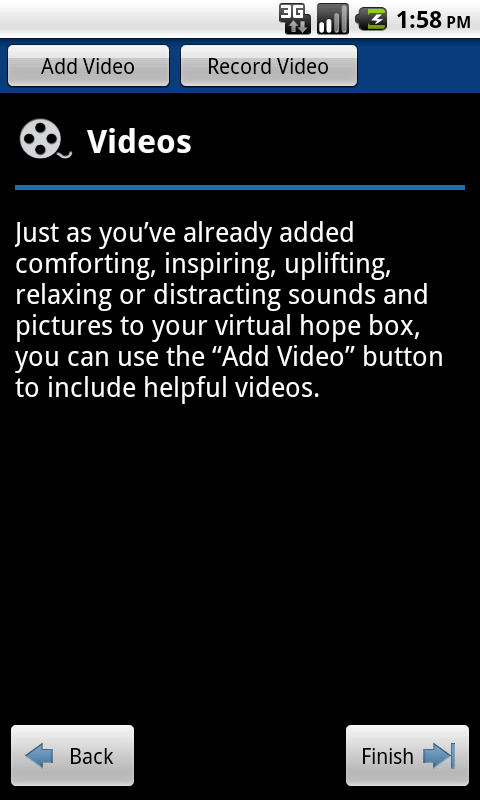 3G
1:58 PM
Add Video
Record Video
Videos
Just as you’ve already added
comforting, inspiring, uplifting,
relaxing or distracting sounds and
pictures to your virtual hope box,
you can use the “Add Video” button
to include helpful videos.
Back
Finish